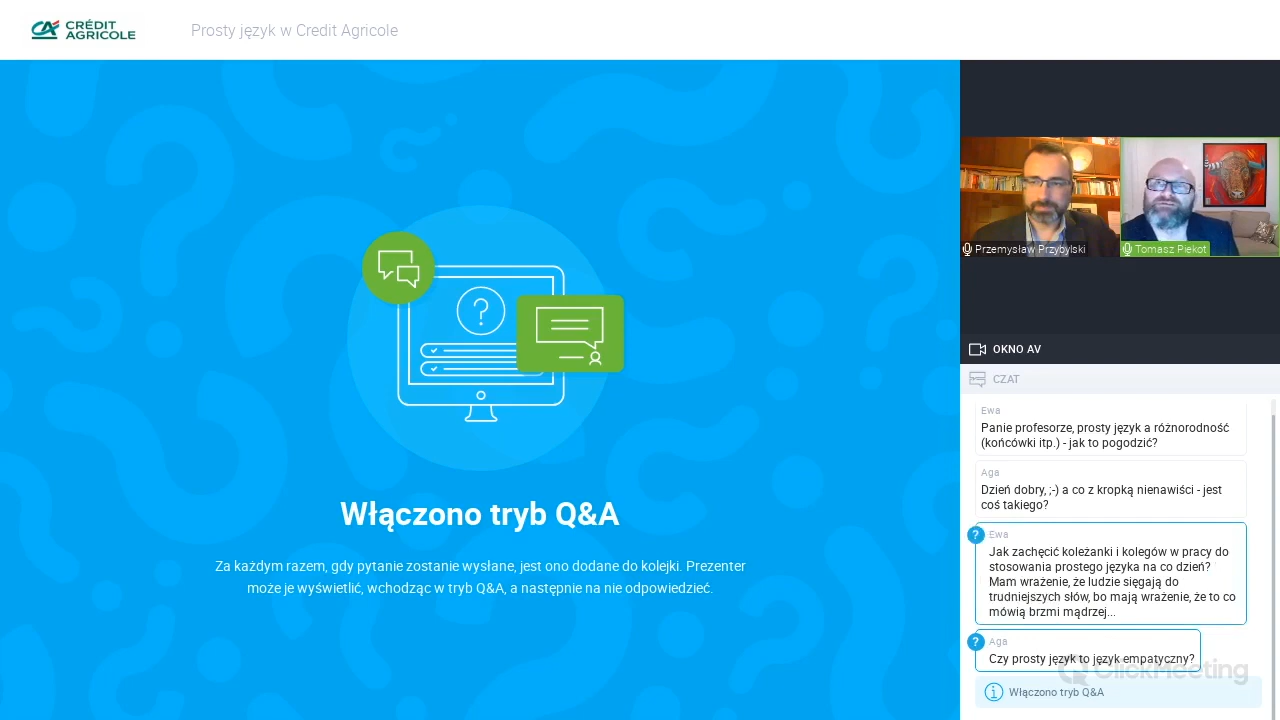 CRÉDIT
AGRICOLE
Prosty język w Credit Agricole
Włączono tryb Q&A
Za każdym razem, gdy pytanie zostanie wysłane, jest ono dodane do kolejki. Prezenter
może je wyświetlić, wchodząc w tryb Q&A, a następnie na nie odpowiedzieć.
Przemysław Przybylski
Tomasz Piekot
OKNO AV
CZAT
Ewa
Panie profesorze, prosty język a różnorodność
(końcówki itp.) - jak to pogodzić?
Aga
Dzień dobry, ;-) a co z kropką nienawiści - jest
coś takiego?
?
Ewa
Jak zachęcić koleżanki i kolegów w pracy do
stosowania prostego języka na co dzień?
Mam wrażenie, że ludzie sięgają do
trudniejszych słów, bo mają wrażenie, że to co
mówią brzmi mądrzej...
?
Aga
Czy prosty język to język empatyczny?
ClickMeeting
Włączono tryb Q&A